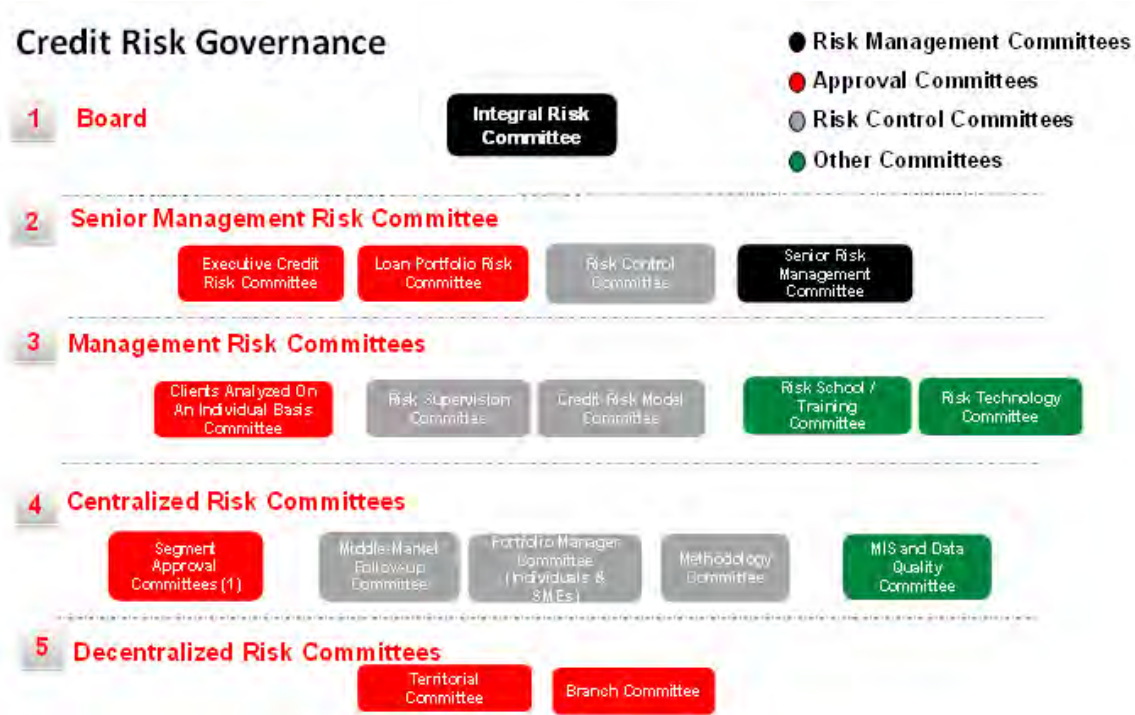 Credit Risk Governance
Risk Management Committees
Approval Committees
Risk Control Committees
Other Committees
1 Board
Integral Risk
Committee
2 Senior Management Risk Committee
Executive Credit
Risk Committee
Loan Portfolio Risk
Committee
Risk Control
Committee
Senior Risk
Management
Committee
3 Management Risk Committees
Clients Analyzed On
An Individual Basis
Committee
Risk Supervision
Committee
Credit Risk Model
Committee
Risk School /
Training
Committee
Risk Technology
Committee
4 Centralized Risk Committees
Segment
Approval
Committees (1)
Middle-Market
Follow-up
Committee
Portfolio Manager
Committee
(Individuals &
SMEs)
Methodology
Committee
MIS and Data
Quality
Committee
5 Decentralized Risk Committees
Territorial
Committee
Branch Committee